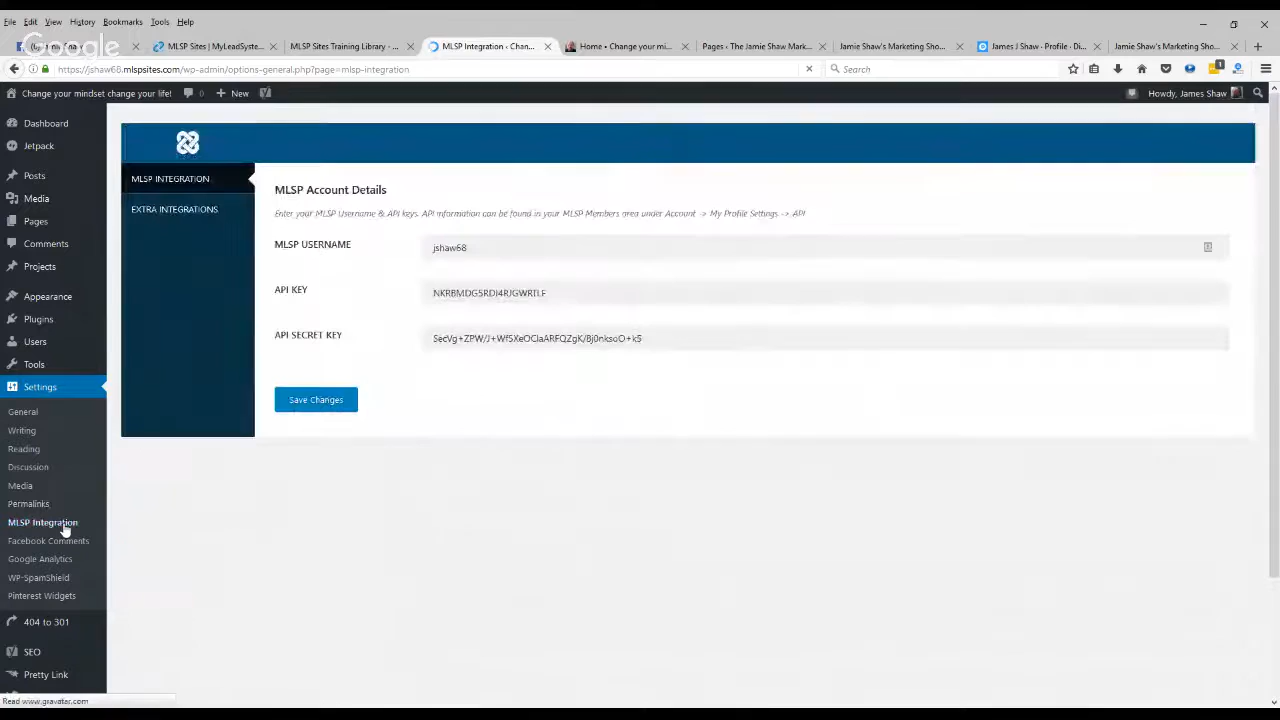 File Edit View History Bookmarks Tools Help
Google
MLSP Sites | MyLeadSystem...
MLSP Sites Training Library - ...
MLSP Integration ‹ Chan...
Home • Change your mi...
Pages ‹ The Jamie Shaw Mark...
Jamie Shaw's Marketing Sho...
James J Shaw - Profile - Di...
Jamie Shaw's Marketing Sho...
https://jshaw68.mlspsites.com/wp-admin/options-general.php?page=mlsp-integration
Search
1
Change your mindset change your life! 0 New
Howdy, James Shaw
Dashboard
Jetpack
Posts
Media
Pages
Comments
Projects
Appearance
Plugins
Users
Tools
Settings
General
Writing
Reading
Discussion
Media
Permalinks
MLSP Integration
Facebook Comments
Google Analytics
WP-SpamShield
Pinterest Widgets
404 to 301
SEO
Pretty Link
MLSP INTEGRATION
EXTRA INTEGRATIONS
MLSP Account Details
Enter your MLSP Username & API keys. API information can be found in your MLSP Members area under Account -> My Profile Settings -> API
MLSP USERNAME
jshaw68
API KEY
API SECRET KEY
Save Changes
Read www.gravatar.com